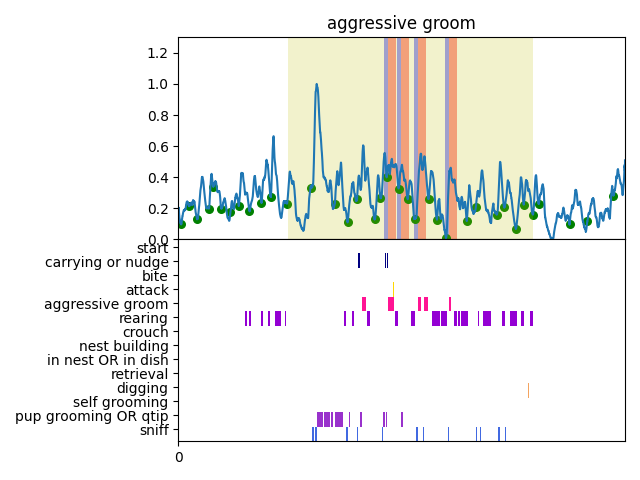 aggressive groom
1.2
1.0
0.8
0.6
0.4
0.2
0.0
start
carrying or nudge
bite
attack
aggressive groom
rearing
crouch
nest building
in nest OR in dish
retrieval
digging
self grooming
pup grooming OR qtip
sniff
0